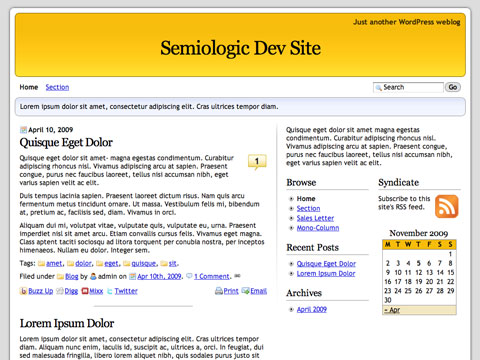 Just another WordPress weblog
Semiologic Dev Site
Home Section
Search Go
Lorem ipsum dolor sit amet, consectetur adipiscing elit. Cras ultrices tempor diam.
April 10, 2009
Quisque Eget Dolor
1
Quisque eget dolor sit amet- magna egestas condimentum. Curabitur
adipiscing rhoncus nisl. Vivamus adipiscing arcu at sapien. Praesent
congue, purus nec faucibus laoreet, tellus nisi accumsan nibh, eget
varius sapien velit ac elit.
Duis tempus lacinia sapien. Praesent laoreet dictum risus. Nam quis arcu
fermentum metus tincidunt ornare. Ut massa. Vestibulum felis mi, bibendum
at, pretium ac, facilisis sed, diam. Vivamus in orci.
Aliquam dui mi, volutpat vitae, vulputate quis, vulputate eu, urna. Praesent
imperdiet nisl sit amet eros. Etiam convallis cursus felis. Vivamus eget magna.
Class aptent taciti sociosqu ad litora torquent per conubia nostra, per inceptos
himenaeos. Nullam eu dolor. Integer sem.
Tags: amet, dolor, eget, quisque, sit.
Filed under Blog by admin on Apr 10th, 2009. 1 Comment.
Buzz Up Digg Mixx Twitter Print Email
Lorem Ipsum Dolor
Lorem ipsum dolor sit amet, consectetur adipiscing elit. Cras ultrices tempor
diam. Aliquam nunc enim, iaculis id, suscipit ac, ultrices a, orci. In feugiat, dui
sed malesuada fringilla, libero ipsum lobortis nibh, quis sodales purus justo et
Quisque eget dolor sit amet magna egestas condimentum.
Curabitur adipiscing rhoncus nisl. Vivamus adipiscing arcu at
sapien. Praesent congue, purus nec faucibus laoreet, tellus nisi
accumsan nibh, eget varius sapien velit ac elit.
Browse
Home
Section
Sales Letter
Mono-Column
Recent Posts
Quisque Eget Dolor
Lorem Ipsum Dolor
Archives
April 2009
Syndicate
Subscribe to this
site's RSS feed.
November 2009
M T W T F S S
1
2 3 4 5 6 7 8
9 10 11 12 13 14 15
16 17 18 19 20 21 22
23 24 25 26 27 28 29
30
« Apr